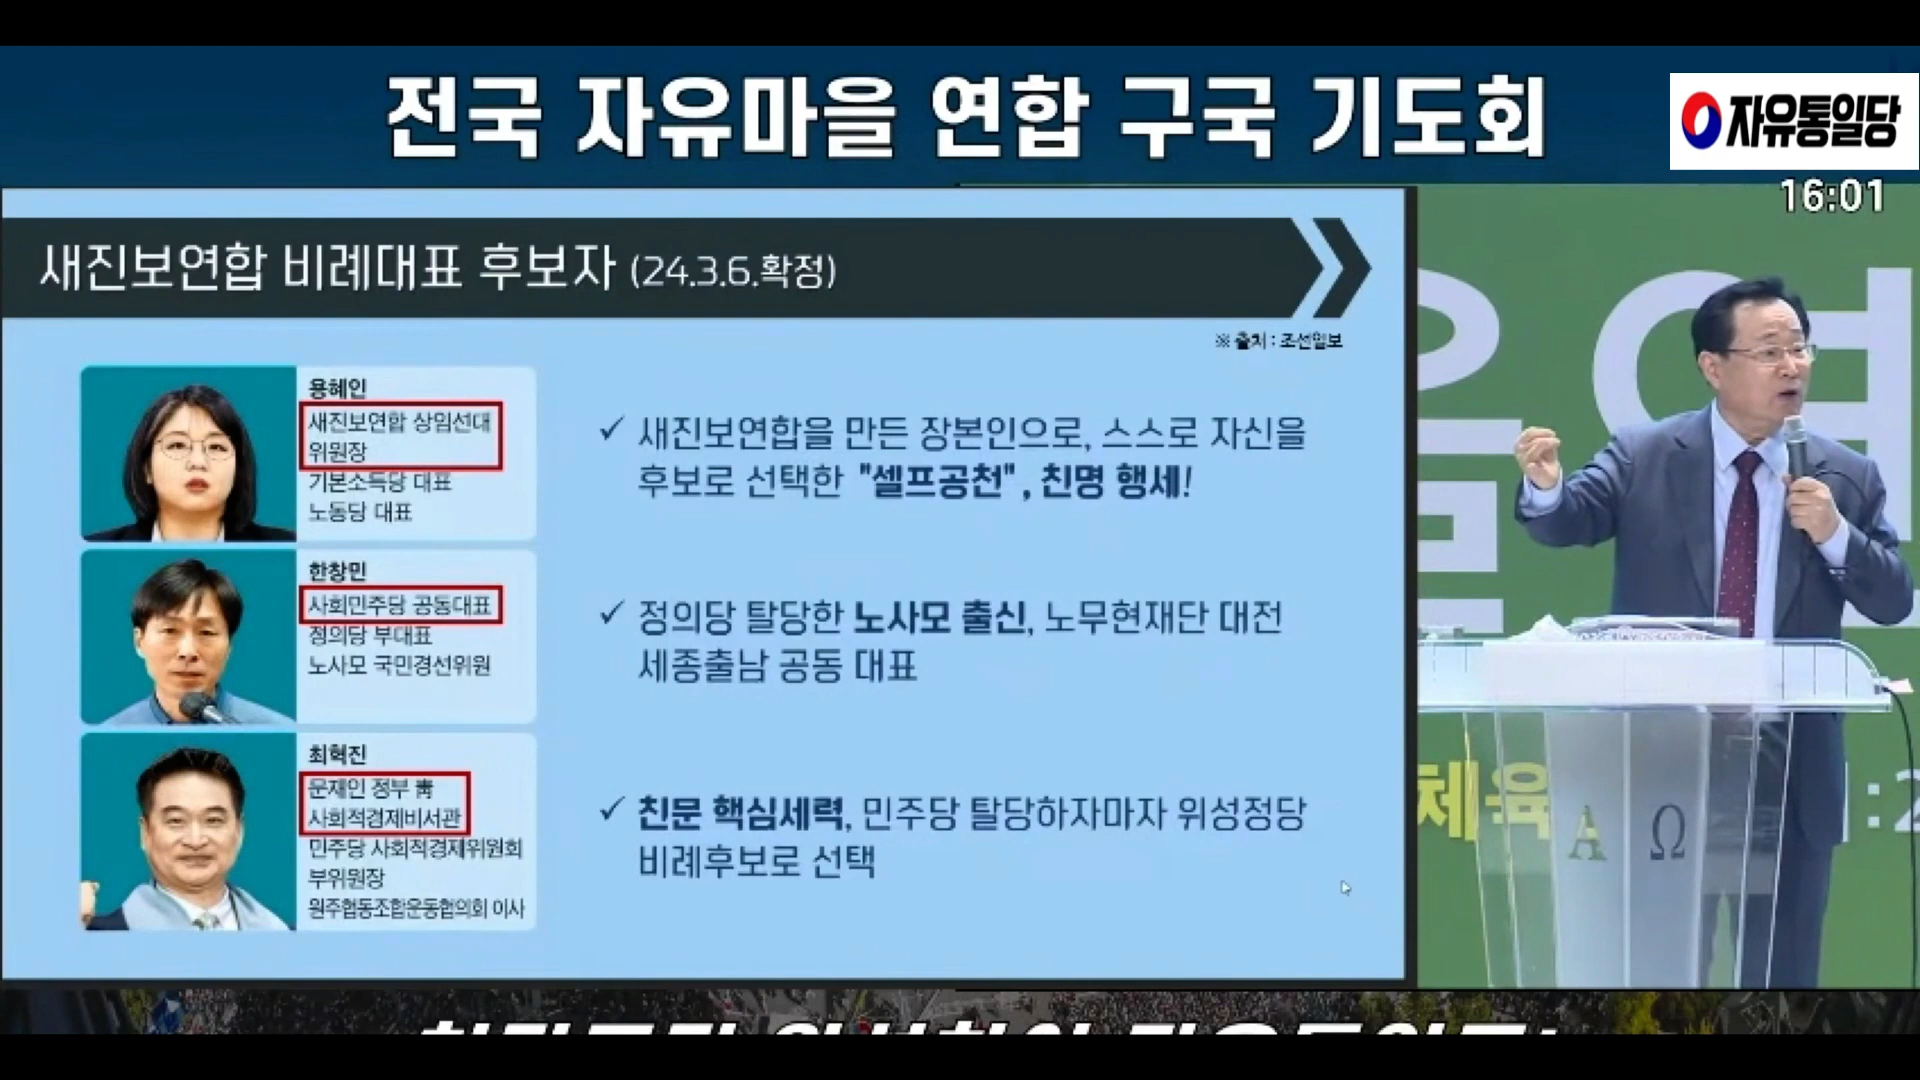 전국 자유마을 연합 구국 기도회
자유통일당
16:01
새진보연합 비례대표 후보자 (24.3.6.확정)
※ 출처 : 조선일보
용혜인
새진보연합 상임선대
위원장
기본소득당 대표
노동당 대표
✓ 새진보연합을 만든 장본인으로, 스스로 자신을
후보로 선택한 "셀프공천", 친명 행세!
한창민
사회민주당 공동대표
정의당 부대표
노사모 국민경선위원
✓ 정의당 탈당한 노사모 출신, 노무현재단 대전
세종출남 공동 대표
최혁진
문재인 정부 靑
사회적경제비서관
민주당 사회적경제위원회
부위원장
원주협동조합운동협의회 이사
✓ 친문 핵심세력, 민주당 탈당하자마자 위성정당
비례후보로 선택
체육
Α Ω